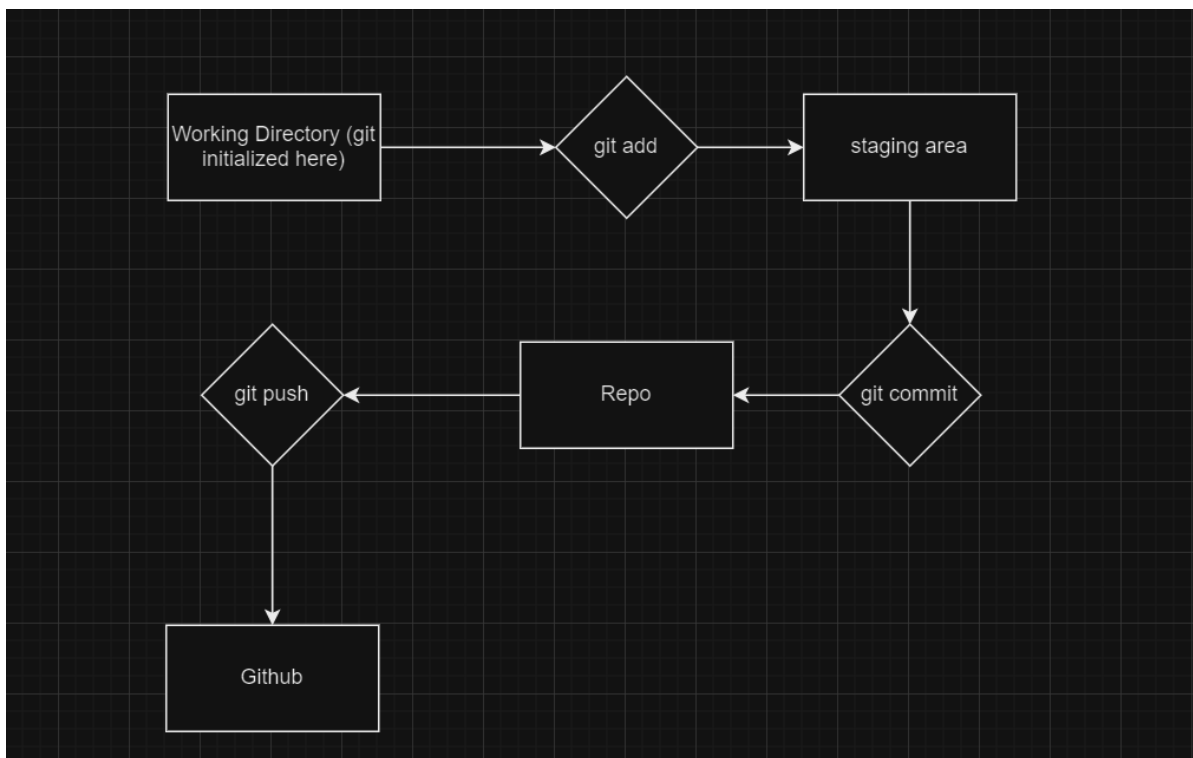 Working Directory (git
initialized here)
git add
staging area
git commit
Repo
git push
Github